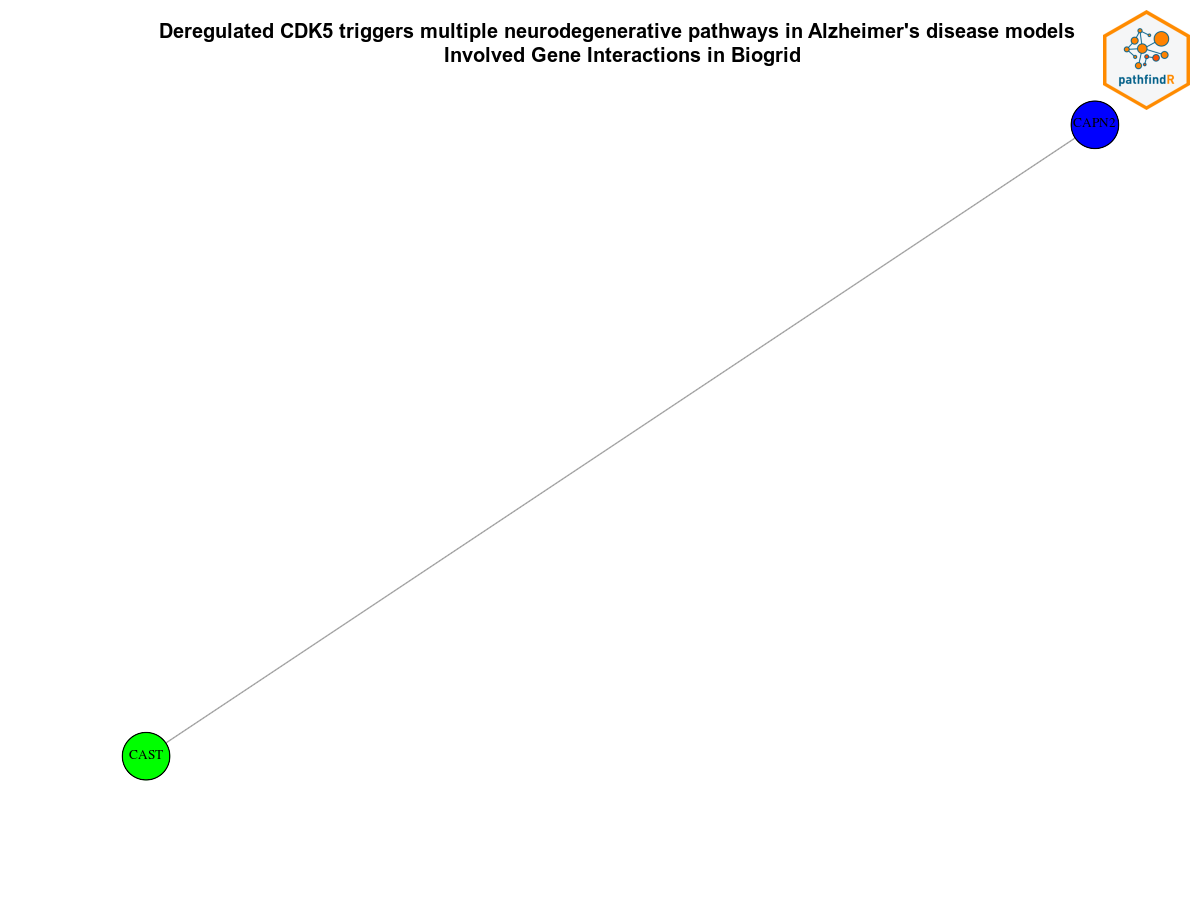 Deregulated CDK5 triggers multiple neurodegenerative pathways in Alzheimer's disease models
Involved Gene Interactions in Biogrid
pathfindR
CAPN2
CAST